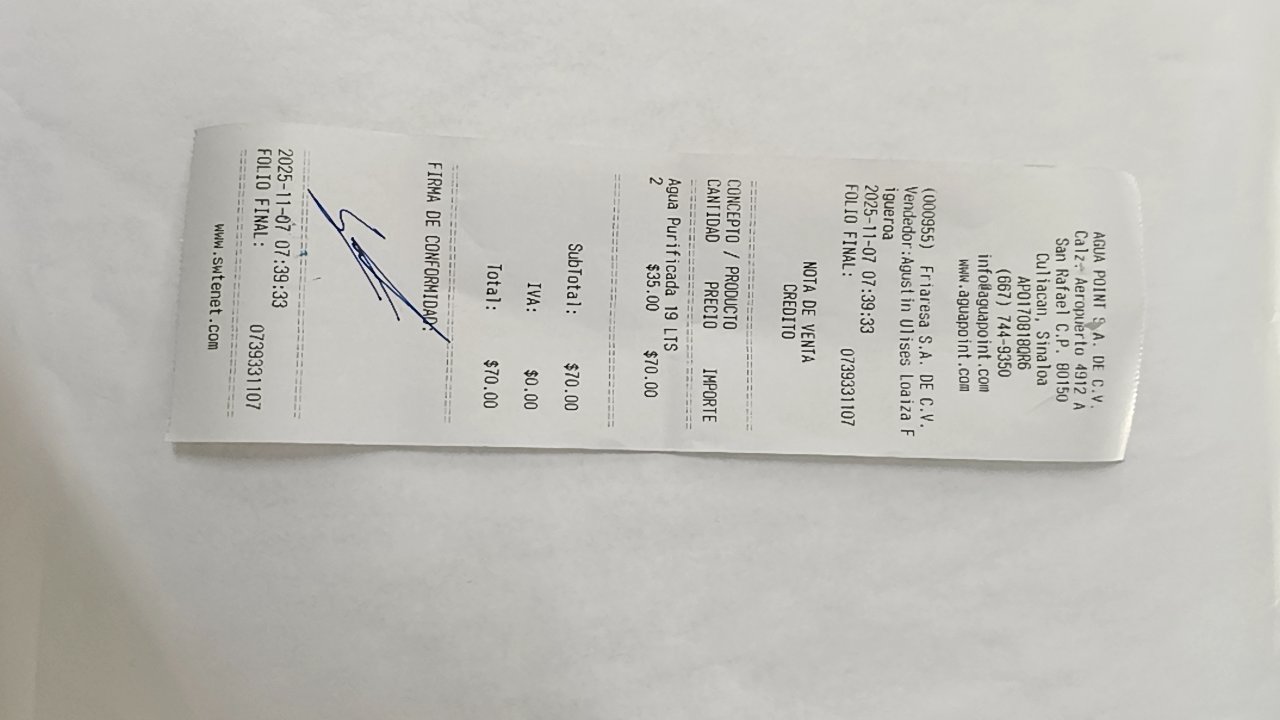 AGUA POINT S.A. DE C.V.
Calz. Aeropuerto 4912 A
San Rafael C.P. 80150
Culiacan, Sinaloa
APO170818QR6
(667) 744-9350
info@aguapoint.com
www.aguapoint.com
(000955) Friaresa S.A. DE C.V.
Vendedor:Agustin Ulises Loaiza F
igueroa
2025-11-07 07:39:33
FOLIO FINAL: 0739331107
NOTA DE VENTA
CREDITO
CONCEPTO / PRODUCTO
CANTIDAD PRECIO IMPORTE
Agua Purificada 19 LTS
2 $35.00 $70.00
SubTotal: $70.00
IVA: $0.00
Total: $70.00
FIRMA DE CONFORMIDAD:
2025-11-07 07:39:33
FOLIO FINAL: 0739331107
www.swtenet.com